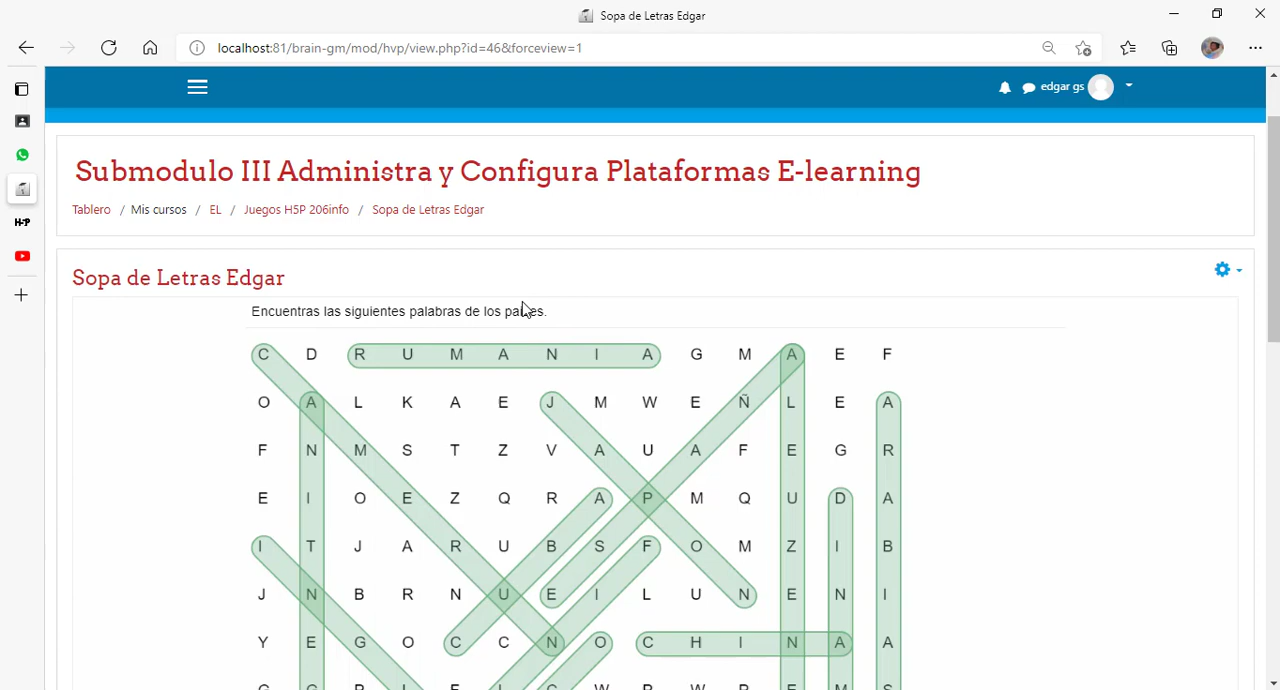 Sopa de Letras Edgar
localhost:81/brain-gm/mod/hvp/view.php?id=46&forceview=1
edgar gs
Submodulo III Administra y Configura Plataformas E-learning
Tablero / Mis cursos / EL / Juegos H5P 206info / Sopa de Letras Edgar
H-P
Sopa de Letras Edgar
Encuentras las siguientes palabras de los
C D R U M A N I A G M A E F
O A L K A E J M W E Ñ L E A
F N M S T Z V A U A F E G R
E I O E Z Q R A P M Q U D A
I T J A R U B S F O M Z I B
J N B R N U E I L U N E N I
Y E G O C C N O C H I N A A